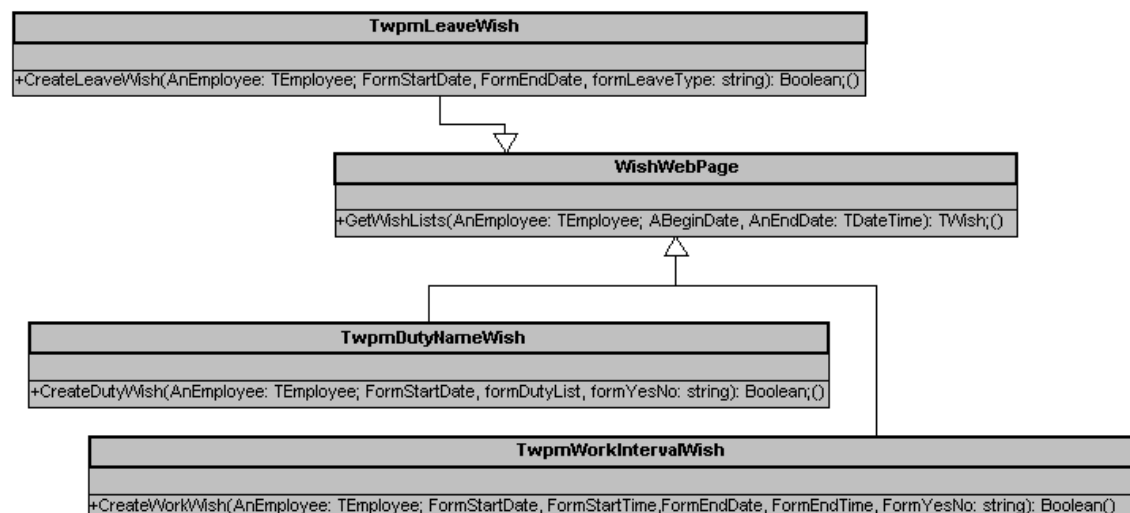 TwpmLeaveWish
+CreateLeaveWish(AnEmployee: TEmployee; FormStartDate, FormEndDate, formLeaveType: string): Boolean;()
WishWebPage
+GetWishLists(AnEmployee: TEmployee; ABeginDate, AnEndDate: TDateTime): TWish;()
TwpmDutyNameWish
+CreateDutyWish(AnEmployee: TEmployee; FormStartDate, formDutyList, formYesNo: string): Boolean;()
TwpmWorkIntervalWish
+CreateWorkWish(AnEmployee: TEmployee; FormStartDate, FormStartTime,FormEndDate, FormEndTime, FormYesNo: string): Boolean()